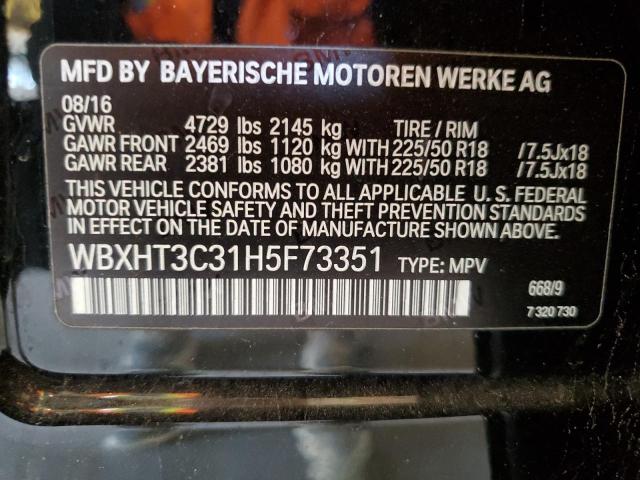 MFD BY BAYERISCHE MOTOREN WERKE AG
08/16
GVWR 4729 lbs 2145 kg TIRE / RIM
GAWR FRONT 2469 lbs 1120 kg WITH 225/50 R18 /7.5Jx18
GAWR REAR 2381 lbs 1080 kg WITH 225/50 R18 /7.5Jx18
THIS VEHICLE CONFORMS TO ALL APPLICABLE U. S. FEDERAL
MOTOR VEHICLE SAFETY AND THEFT PREVENTION STANDARDS
IN EFFECT ON THE DATE OF MANUFACTURE SHOWN ABOVE.
WBXHT3C31H5F73351 TYPE: MPV
668/9
7 320 730